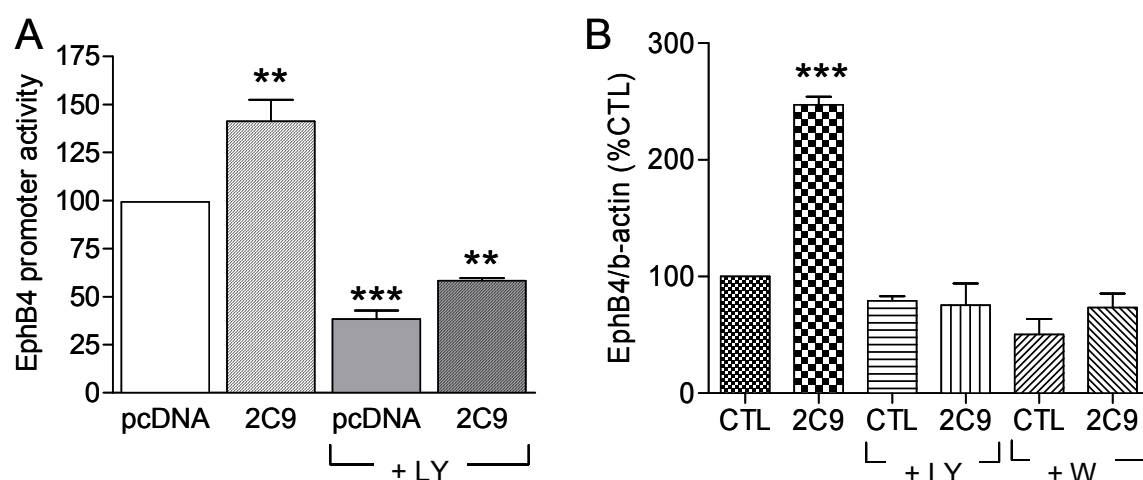 A
EphB4 promoter activity
175
150
125
100
75
50
25
0
**
***
**
pcDNA 2C9 pcDNA 2C9
+ LY
B
EphB4/b-actin (%CTL)
300
200
100
0
***
CTL 2C9 CTL 2C9 CTL 2C9
+ LY + W